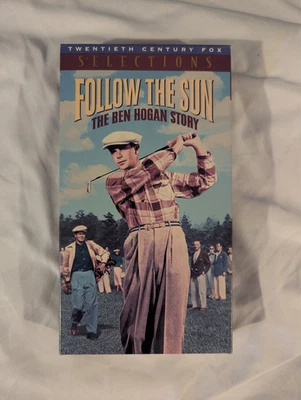 TWENTIETH CENTURY FOX
SELECTIONS
FOLLOW THE SUN
THE BEN HOGAN STORY